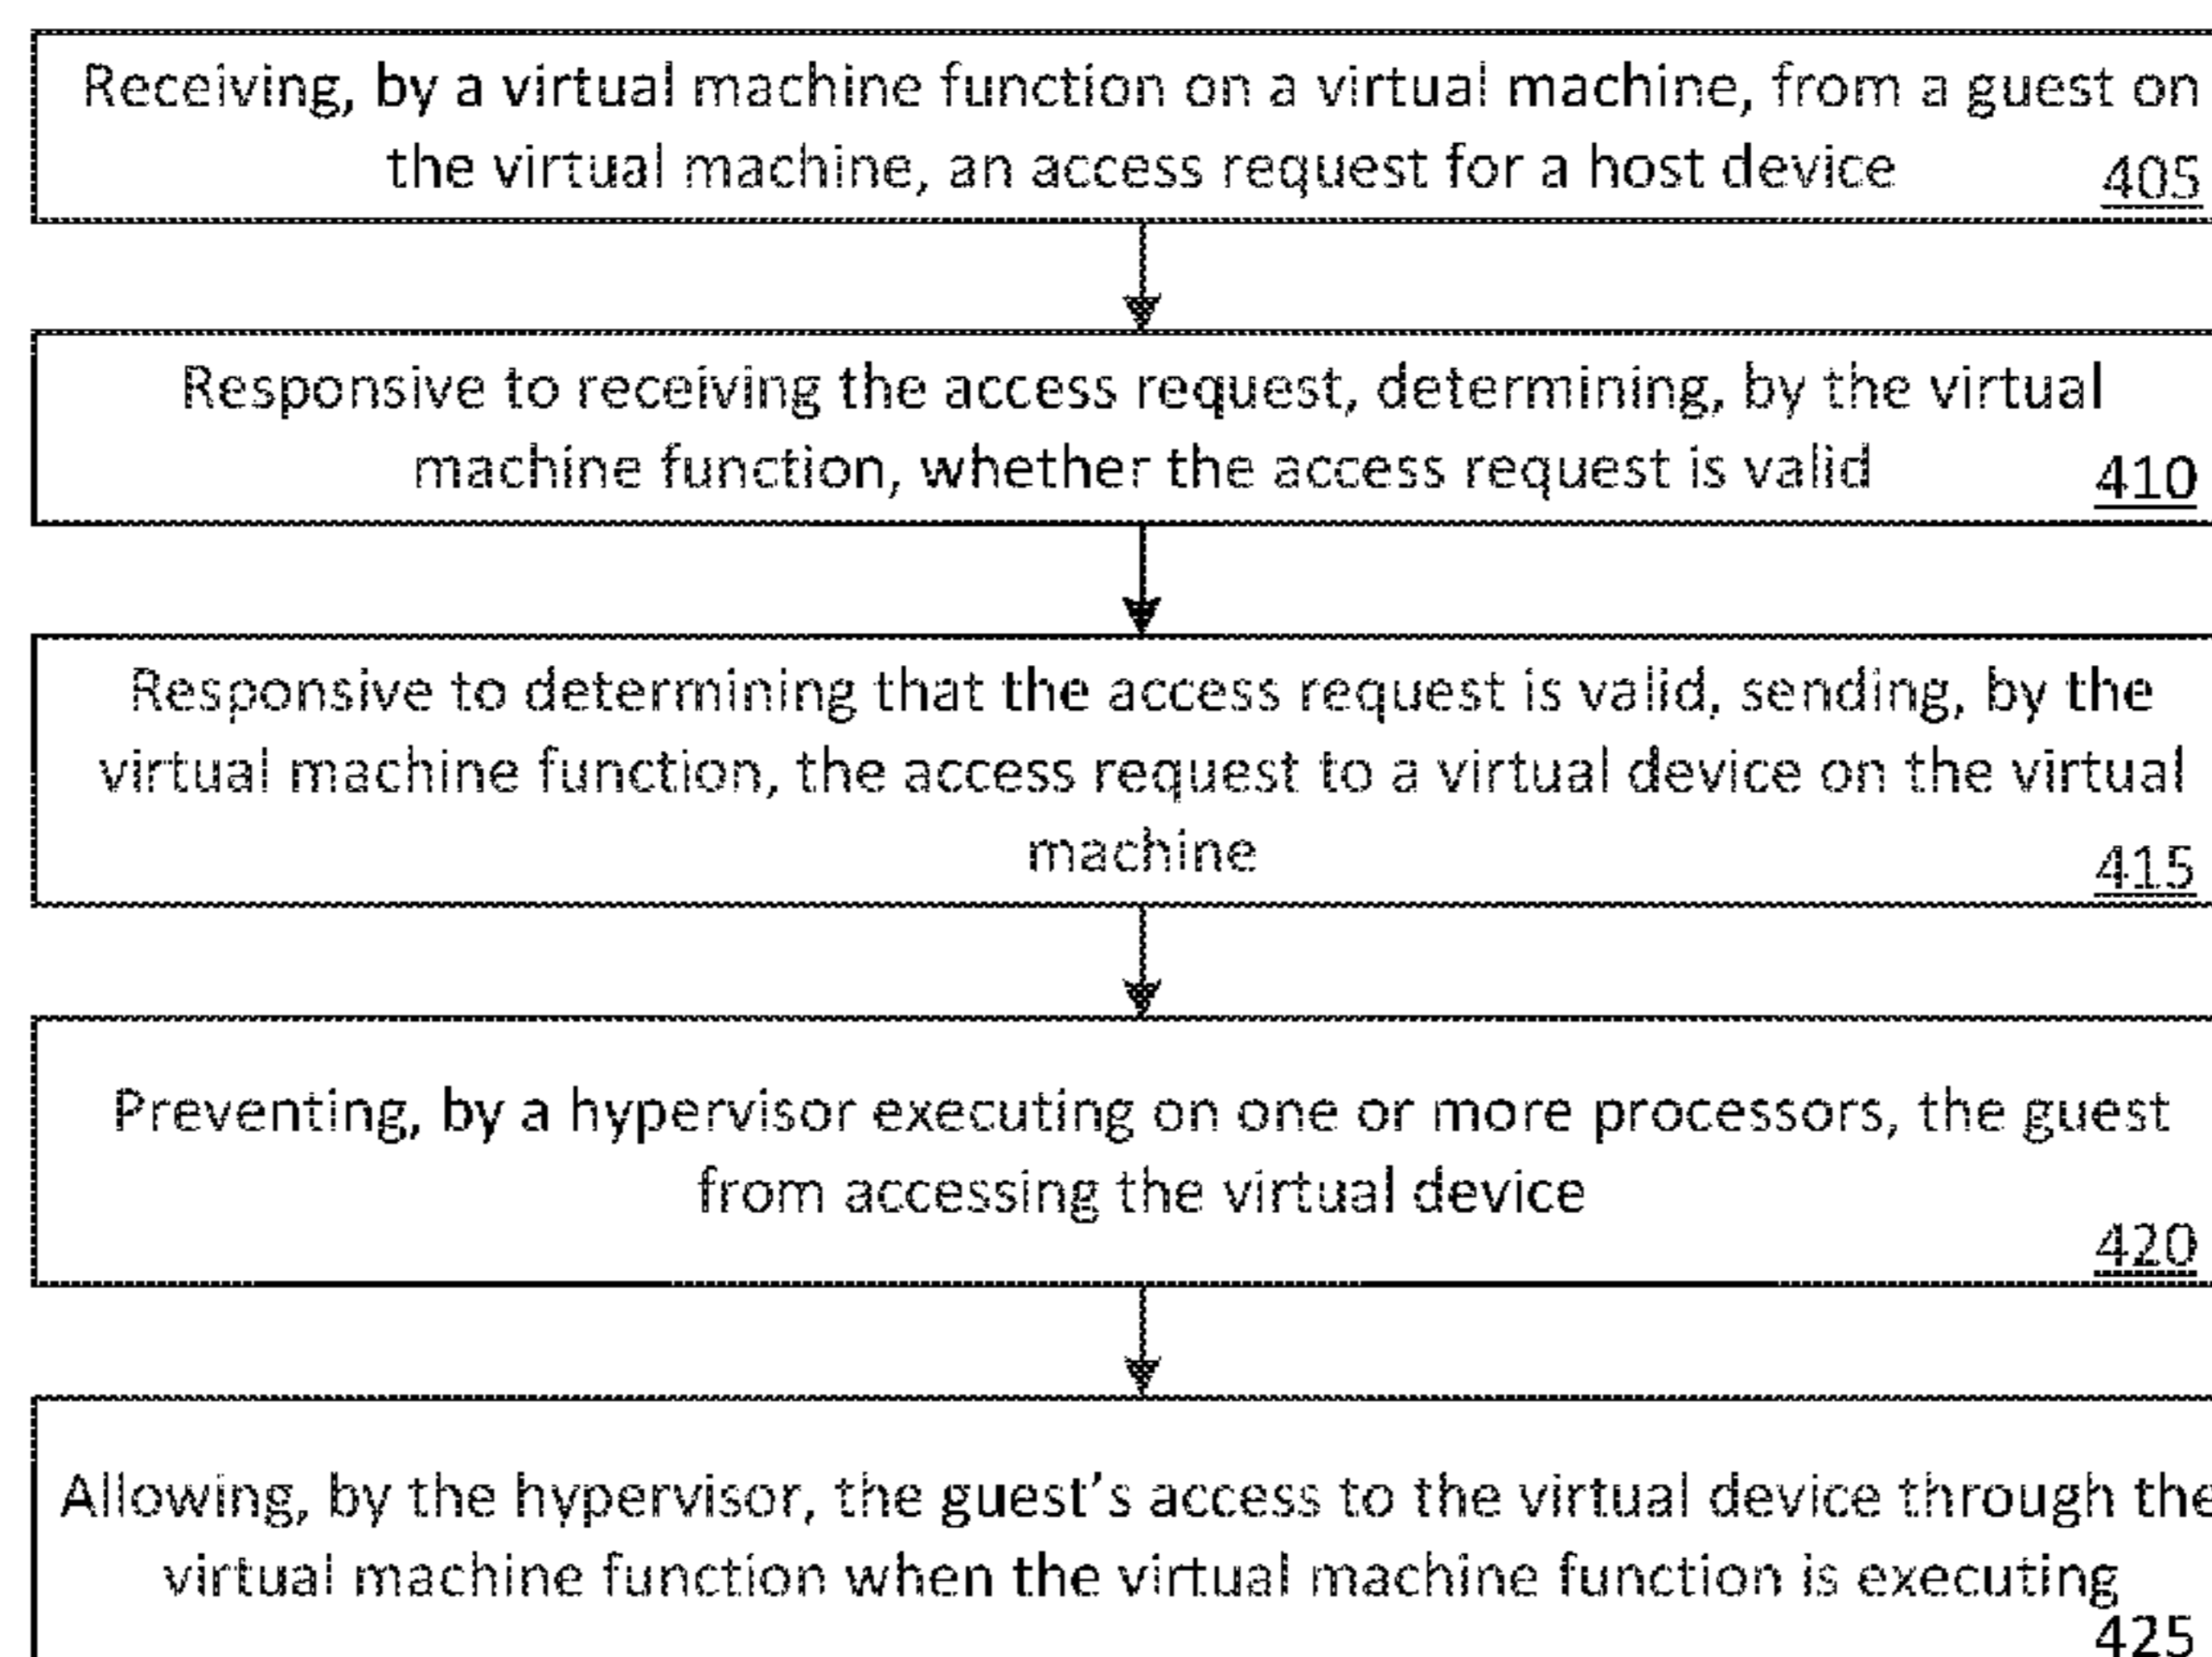 Receiving, by a virtual machine function on a virtual machine, from a guest on
the virtual machine, an access request for a host device
405
Responsive to receiving the access request, determining, by the virtual
machine function, whether the access request is valid
410
Responsive to determining that the access request is valid, sending, by the
virtual machine function, the access request to a virtual device on the virtual
machine
415
Preventing, by a hypervisor executing on one or more processors, the guest
from accessing the virtual device
420
Allowing, by the hypervisor, the guest's access to the virtual device through the
virtual machine function when the virtual machine function is executing
425